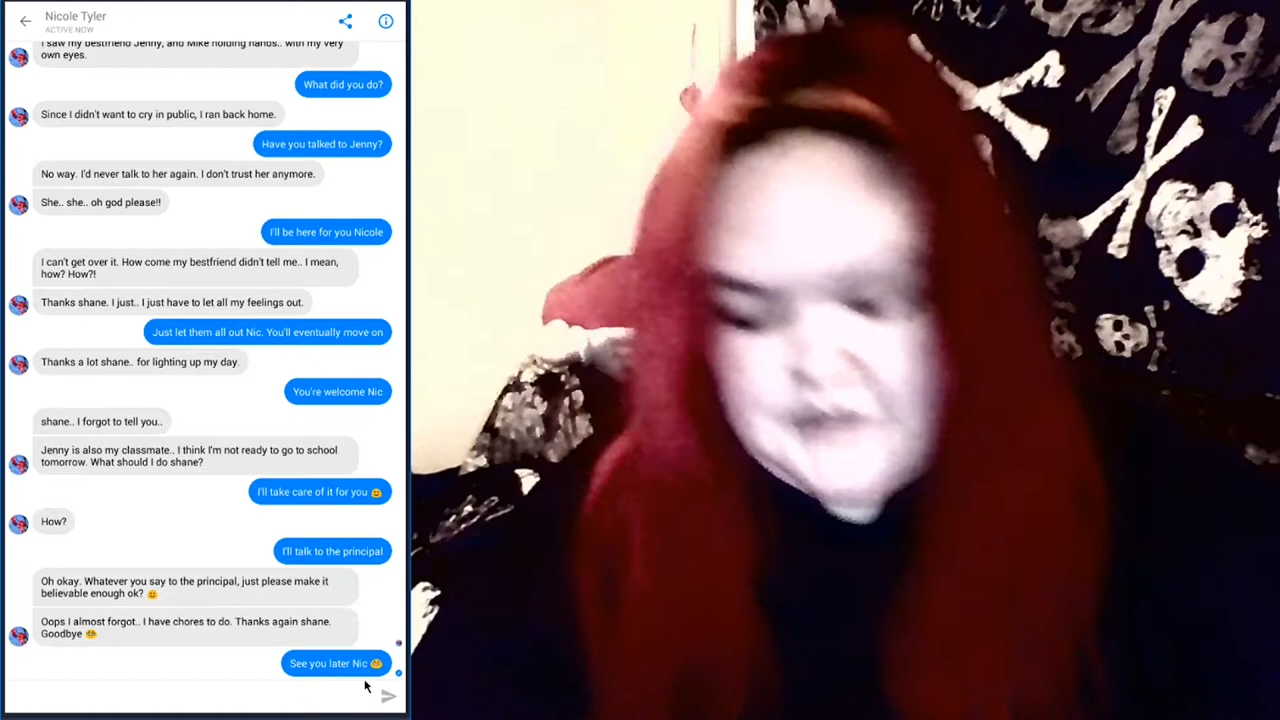 Nicole Tyler
ACTIVE NOW
I saw my bestfriend Jenny, and Mike holding hands.. with my very
own eyes.
What did you do?
Since I didn't want to cry in public, I ran back home.
Have you talked to Jenny?
No way. I'd never talk to her again. I don't trust her anymore.
She.. she.. oh god please!!
I'll be here for you Nicole
I can't get over it. How come my bestfriend didn't tell me.. I mean,
how? How?!
Thanks shane. I just.. I just have to let all my feelings out.
Just let them all out Nic. You'll eventually move on
Thanks a lot shane.. for lighting up my day.
You're welcome Nic
shane.. I forgot to tell you..
Jenny is also my classmate.. I think I'm not ready to go to school
tomorrow. What should I do shane?
I'll take care of it for you 😀
How?
I'll talk to the principal
Oh okay. Whatever you say to the principal, just please make it
believable enough ok? 😀
Oops I almost forgot.. I have chores to do. Thanks again shane.
Goodbye 😊
See you later Nic 😊